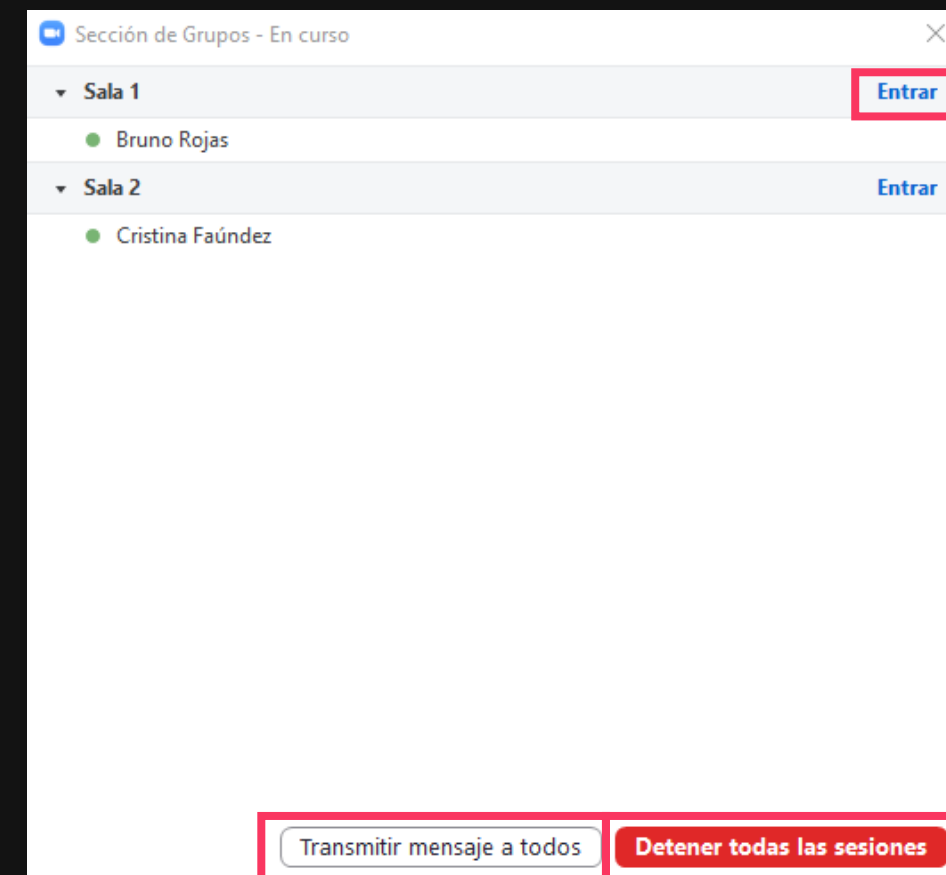 Sección de Grupos - En curso
Sala 1 Entrar
Bruno Rojas
Sala 2 Entrar
Cristina Faúndez
Transmitir mensaje a todos Detener todas las sesiones